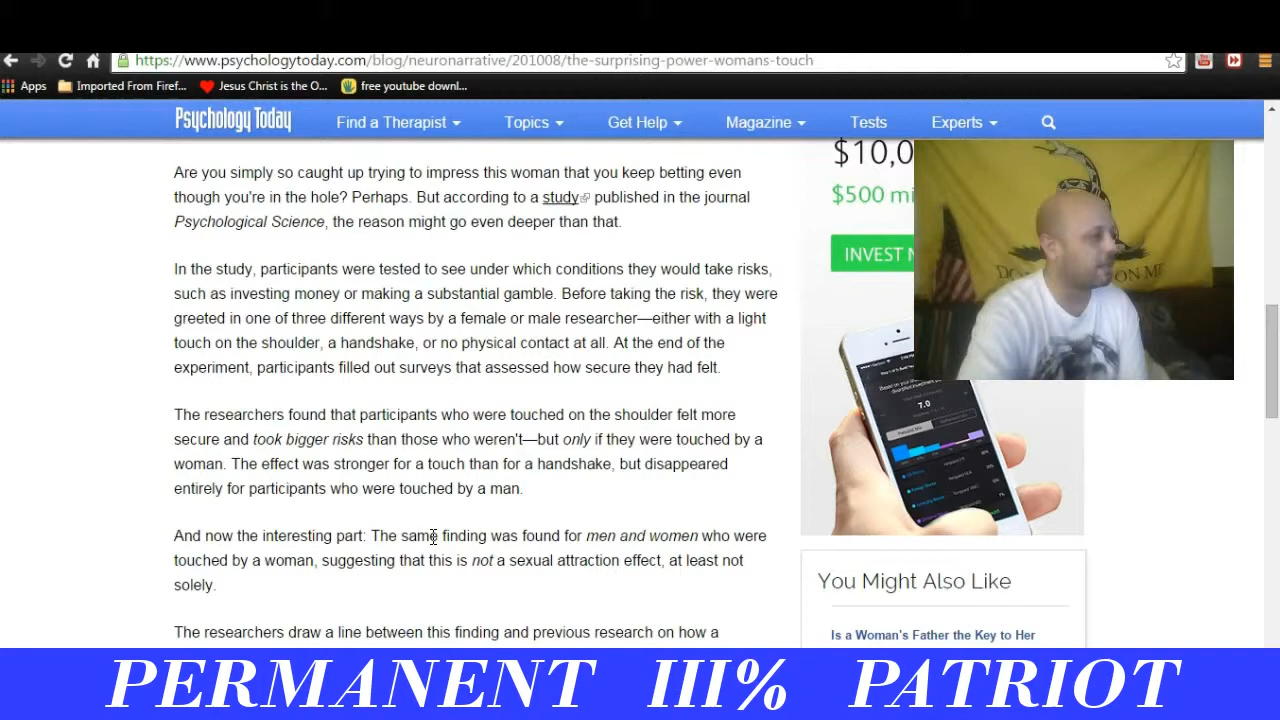 https://www.psychologytoday.com/blog/neuronarrative/201008/the-surprising-power-womans-touch
Apps Imported From Firef... Jesus Christ is the O... free youtube downl...
Psychology Today Find a Therapist Topics Get Help Magazine Tests Experts
Are you simply so caught up trying to impress this woman that you keep betting even
though you're in the hole? Perhaps. But according to a study published in the journal
Psychological Science, the reason might go even deeper than that.
In the study, participants were tested to see under which conditions they would take risks,
such as investing money or making a substantial gamble. Before taking the risk, they were
greeted in one of three different ways by a female or male researcher—either with a light
touch on the shoulder, a handshake, or no physical contact at all. At the end of the
experiment, participants filled out surveys that assessed how secure they had felt.
The researchers found that participants who were touched on the shoulder felt more
secure and took bigger risks than those who weren't—but only if they were touched by a
woman. The effect was stronger for a touch than for a handshake, but disappeared
entirely for participants who were touched by a man.
And now the interesting part: The same finding was found for men and women who were
touched by a woman, suggesting that this is not a sexual attraction effect, at least not
solely.
The researchers draw a line between this finding and previous research on how a
$10,0
$500 mi
INVEST N
7.0
You Might Also Like
Is a Woman's Father the Key to Her
PERMANENT III% PATRIOT